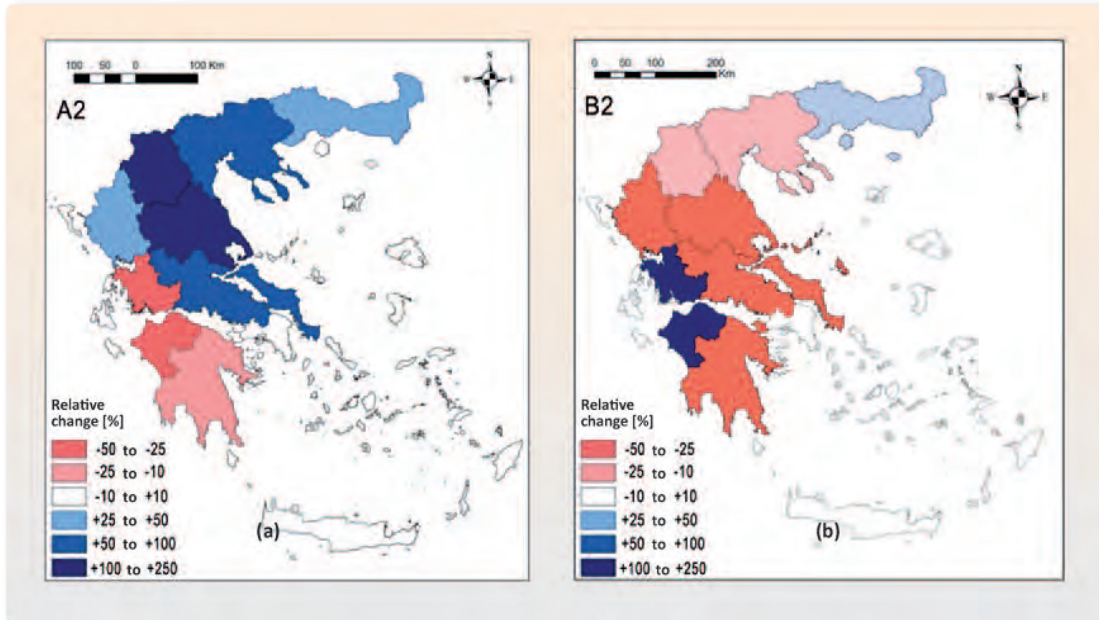 100 50 0 100 Km
N
W E
S
A2
Relative
change [%]
-50 to -25
-25 to -10
-10 to +10
+25 to +50
+50 to +100
+100 to +250
(a)
0 50 100 200
Km
N
W E
S
B2
Relative
change [%]
-50 to -25
-25 to -10
-10 to +10
+25 to +50
+50 to +100
+100 to +250
(b)